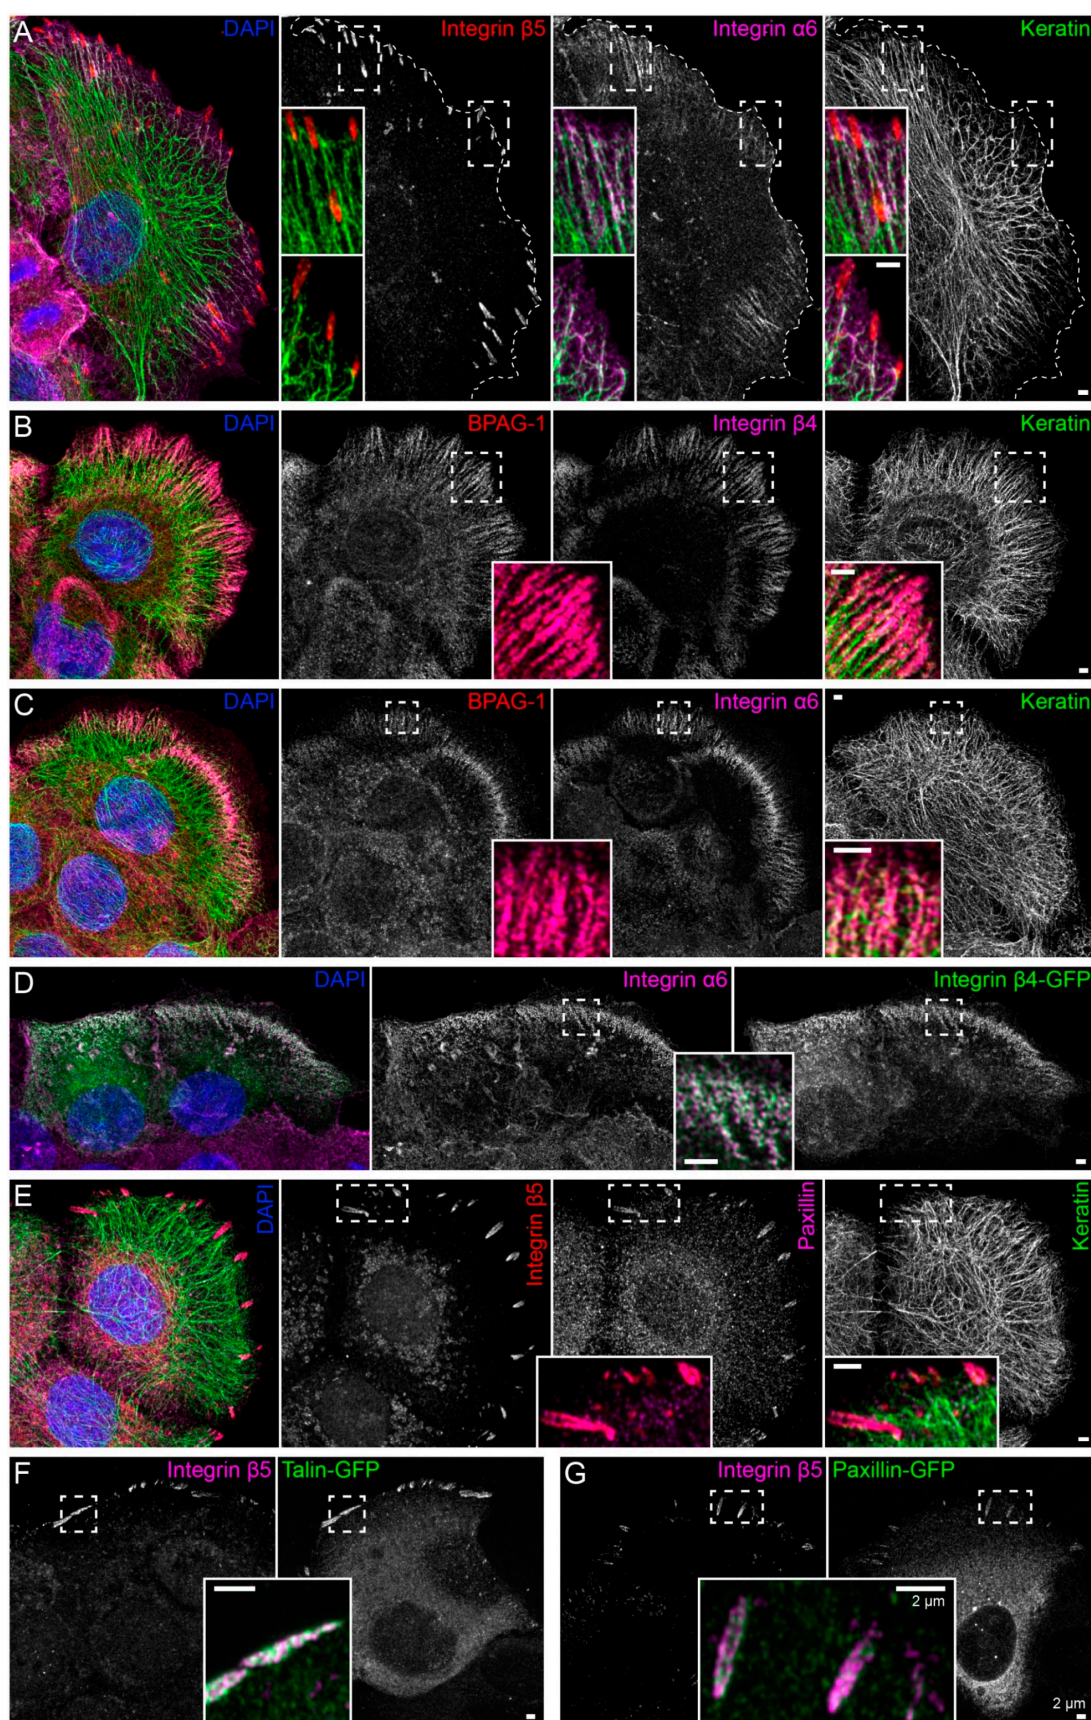 A DAPI Integrin β5 Integrin α6 Keratin
B DAPI BPAG-1 Integrin β4 Keratin
C DAPI BPAG-1 Integrin α6 Keratin
D DAPI Integrin α6 Integrin β4-GFP
E DAPI Integrin β5 Paxillin Keratin
F Integrin β5 Talin-GFP
G Integrin β5 Paxillin-GFP
2 µm
2 µm